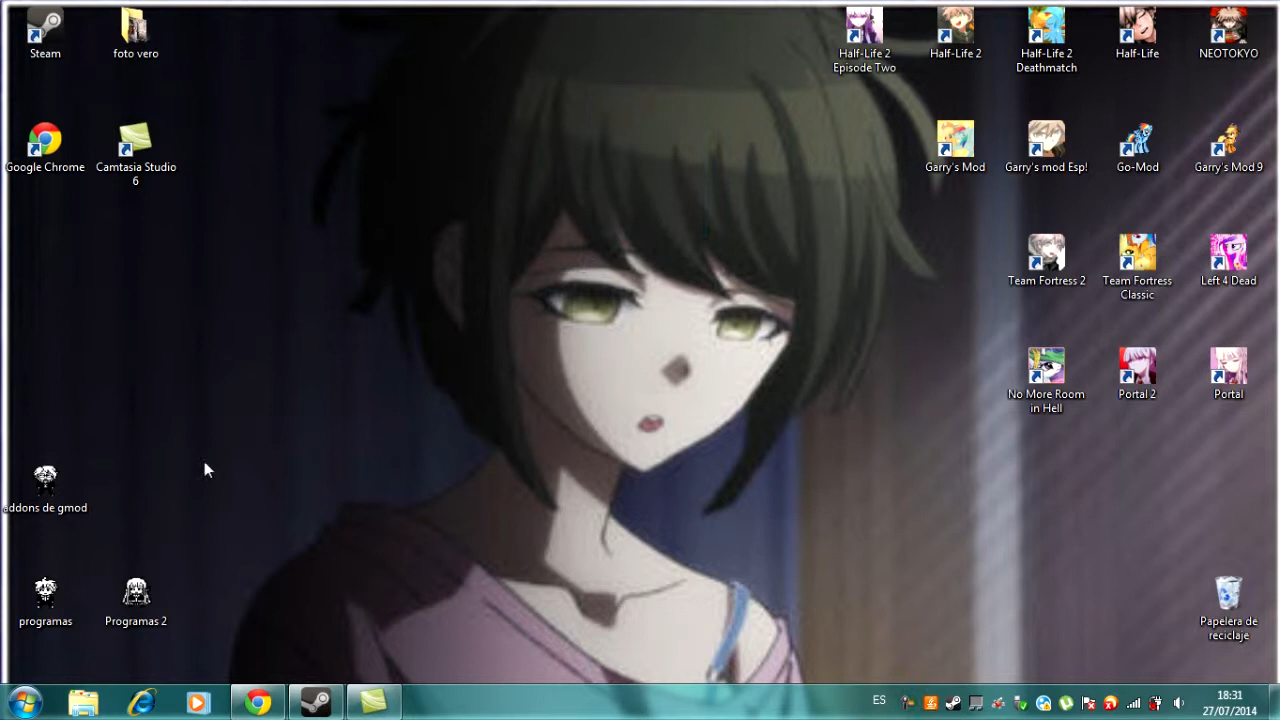 Steam
foto vero
Half-Life 2
Episode Two
Half-Life 2
Half-Life 2
Deathmatch
Half-Life
NEOTOKYO
Google Chrome
Camtasia Studio
6
Garry's Mod
Garry's mod Esp!
Go-Mod
Garry's Mod 9
Team Fortress 2
Team Fortress
Classic
Left 4 Dead
No More Room
in Hell
Portal 2
Portal
addons de gmod
programas
Programas 2
Papelera de
reciclaje
ES
18:31
27/07/2014